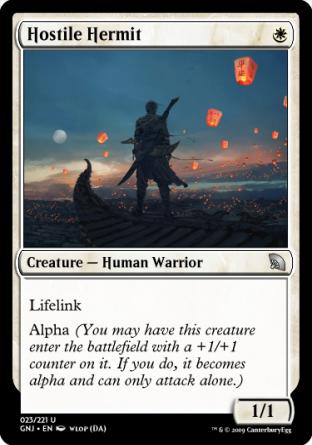 Hostile Hermit
Creature — Human Warrior
Lifelink
Alpha (You may have this creature
enter the battlefield with a +1/+1
counter on it. If you do, it becomes
alpha and can only attack alone.)
1/1
023/221 U
GNJ • EN WLOP (DA)
™ & © 2019 CanterburyEgg